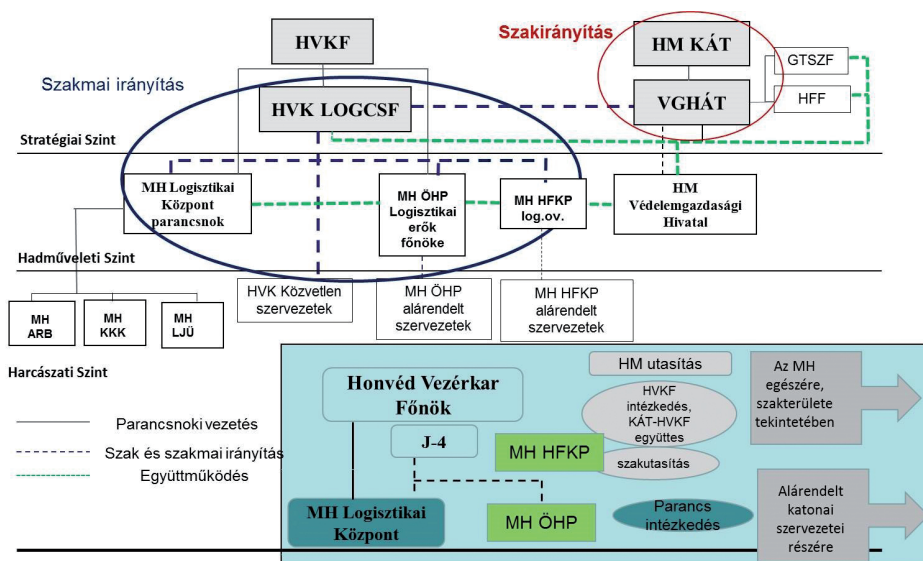 HVKF
Szakirányítás
HM KÁT
GTSZF
Szakmai irányítás
HVK LOGCSF
VGHÁT
HFF
Stratégiai Szint
MH Logisztikai
Központ
parancsnok
MH ÖHP
Logisztikai
erők
főnöke
MH HFKP
log.ov.
HM
Védelemgazdasági
Hivatal
Hadműveleti Szint
HVK Közvetlen
szervezetek
MH ÖHP
alárendelt
szervezetek
MH HFKP
alárendelt
szervezetek
MH
ARB
MH
KKK
MH
LJÜ
Harcászati Szint
Parancsnoki vezetés
Szak és szakmai irányítás
Együttműködés
Honvéd Vezérkar
Főnök
J-4
MH Logisztikai
Központ
MH HFKP
MH ÖHP
HM utasítás
HVKF
intézkedés,
KÁT-HVKF
együttes
szakutasítás
Parancs
intézkedés
Az MH
egészére,
szakterülete
tekintetében
Alárendelt
katonai
szervezetei
részére